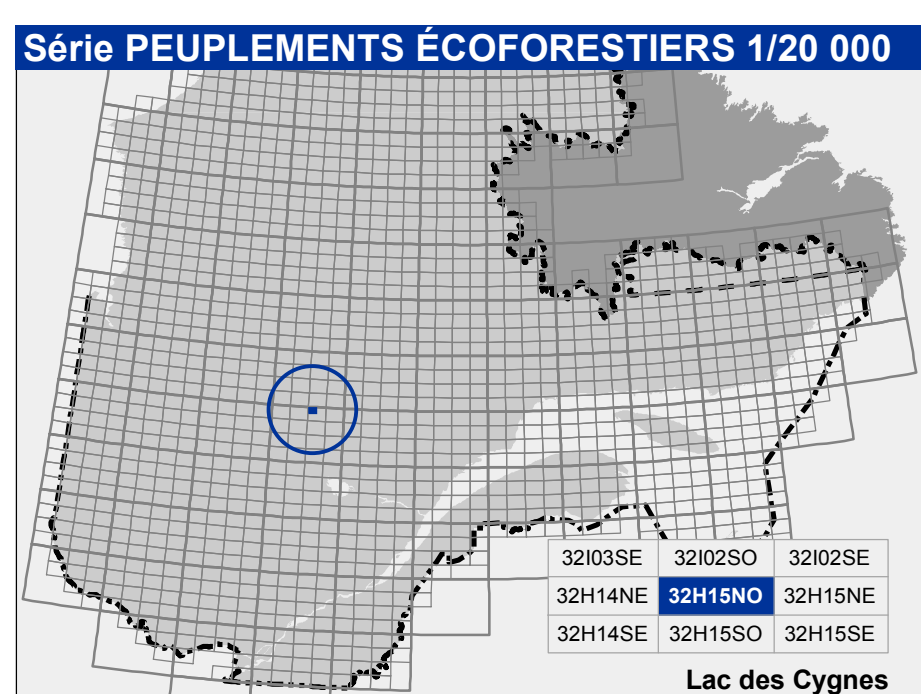 Série PEUPLEMENTS ÉCOFORESTIERS 1/20 000
32I03SE 32I02SO 32I02SE
32H14NE 32H15NO 32H15NE
32H14SE 32H15SO 32H15SE
Lac des Cygnes